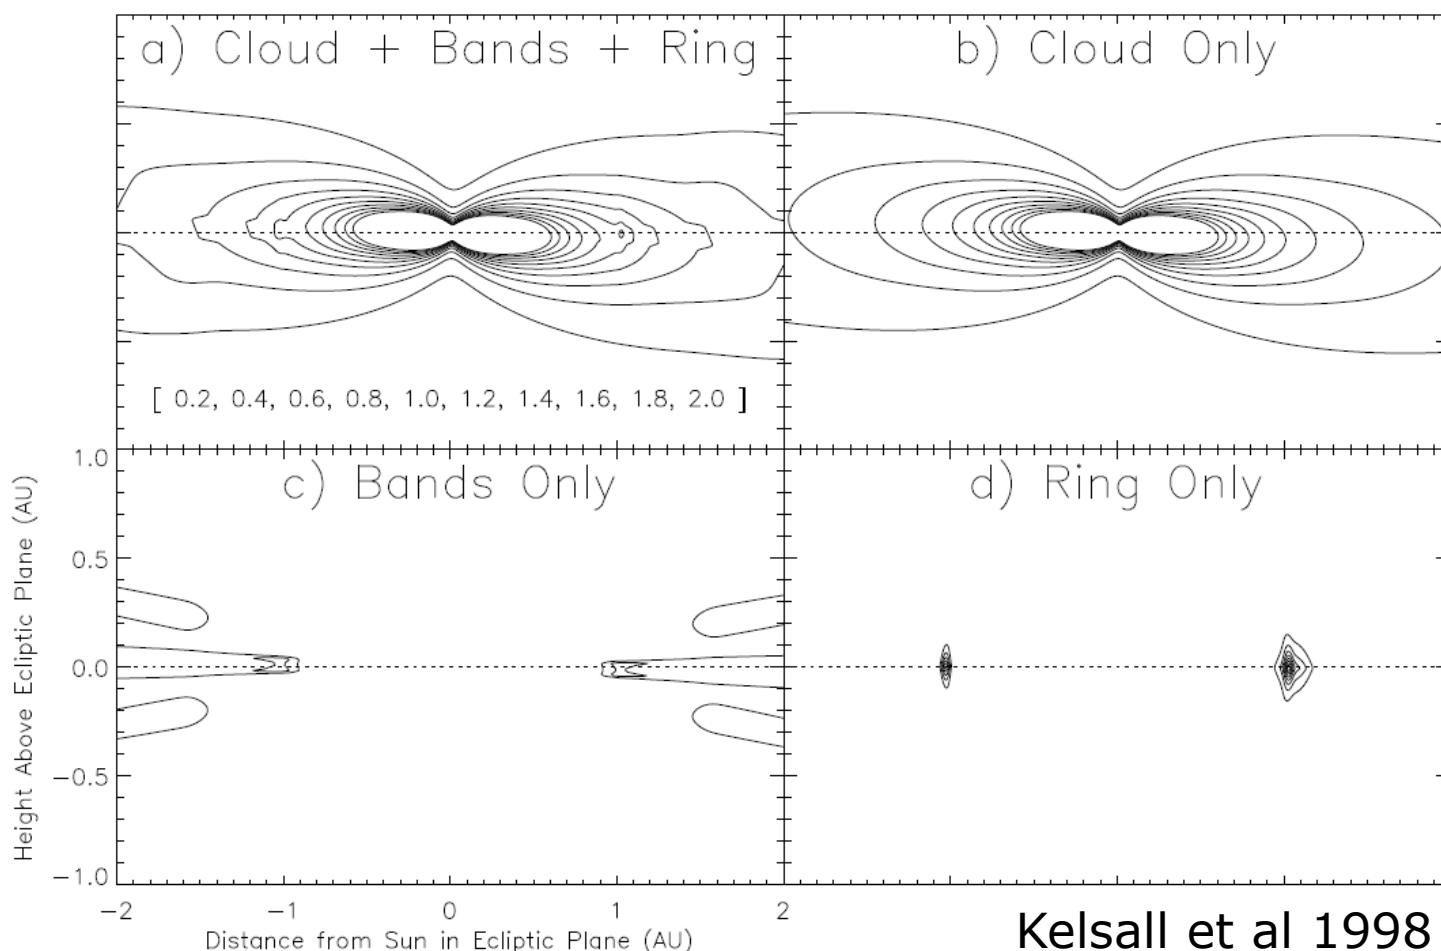 a) Cloud + Bands + Ring
b) Cloud Only
[ 0.2, 0.4, 0.6, 0.8, 1.0, 1.2, 1.4, 1.6, 1.8, 2.0 ]
c) Bands Only
d) Ring Only
Height Above Ecliptic Plane (AU)
1.0
0.5
0.0
−0.5
−1.0
−2
−1
0
1
2
Distance from Sun in Ecliptic Plane (AU)
Kelsall et al 1998